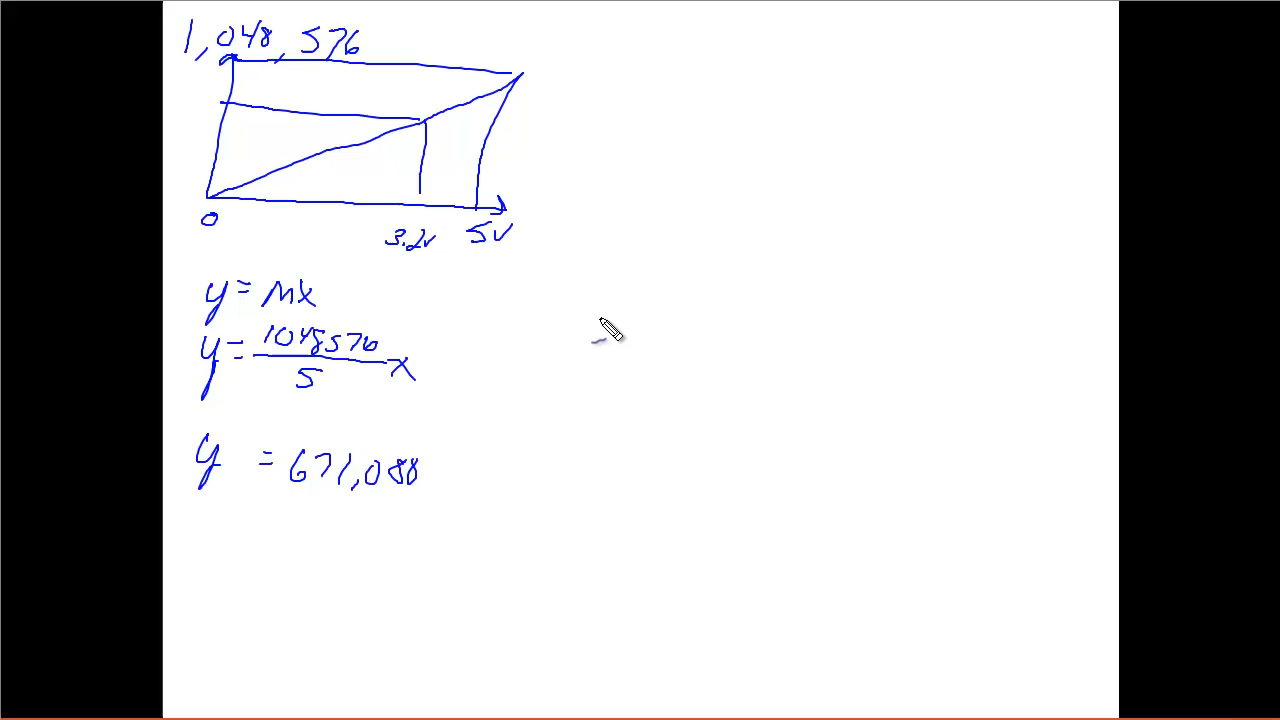 1,048,576
0 3.2v 5v
y = mx
y = 1048576
5 x
y = 671,088